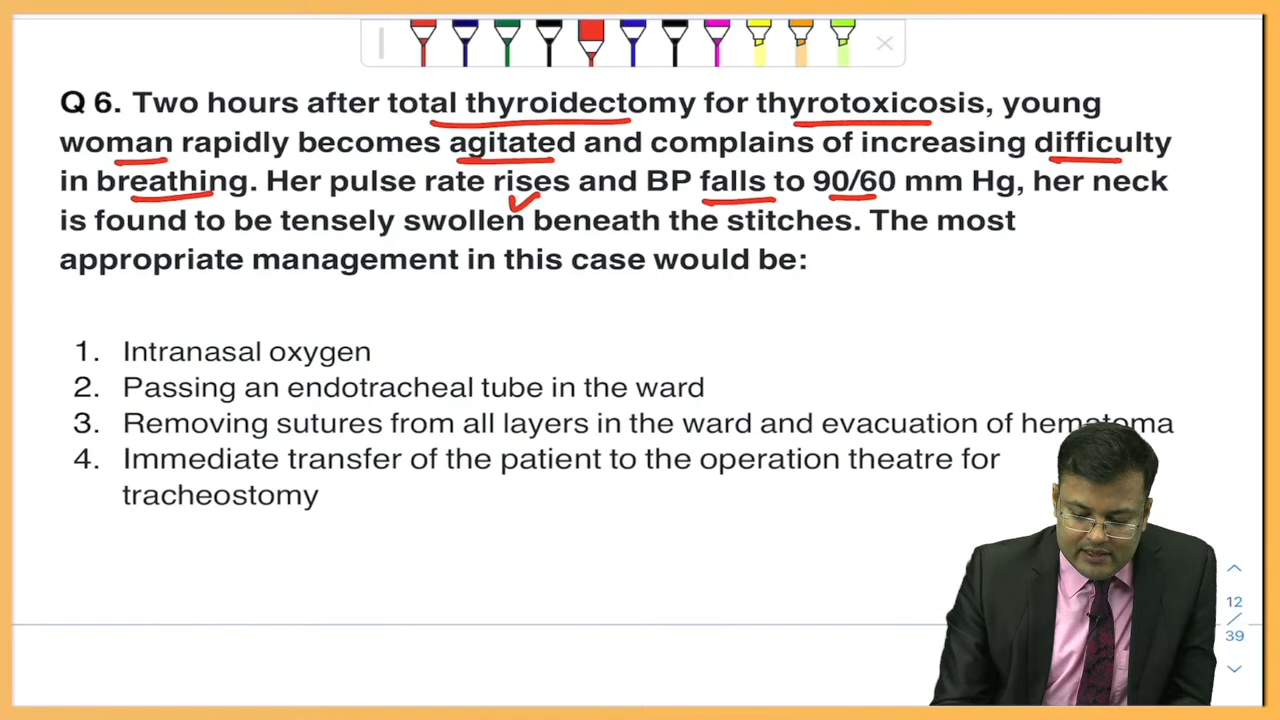 Q 6. Two hours after total thyroidectomy for thyrotoxicosis, young
woman rapidly becomes agitated and complains of increasing difficulty
in breathing. Her pulse rate rises and BP falls to 90/60 mm Hg, her neck
is found to be tensely swollen beneath the stitches. The most
appropriate management in this case would be:
1. Intranasal oxygen
2. Passing an endotracheal tube in the ward
3. Removing sutures from all layers in the ward and evacuation of hematoma
4. Immediate transfer of the patient to the operation theatre for
tracheostomy
12
/
39